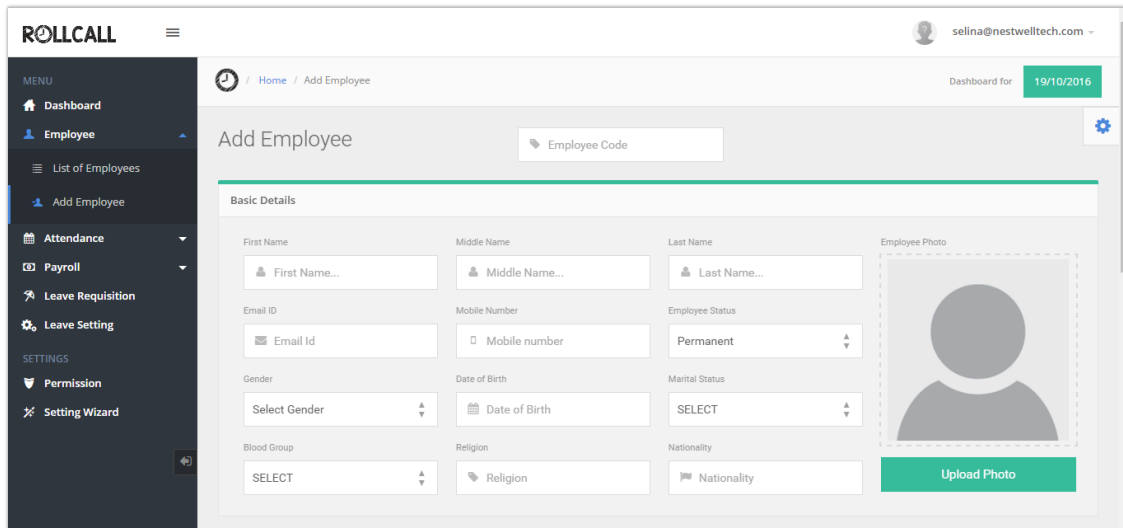 ROLLCALL
selina@nestwelltech.com
MENU
Dashboard
Employee
List of Employees
Add Employee
Attendance
Payroll
Leave Requisition
Leave Setting
SETTINGS
Permission
Setting Wizard
/ Home / Add Employee
Dashboard for 19/10/2016
Add Employee
Employee Code
Basic Details
First Name Middle Name Last Name Employee Photo
First Name... Middle Name... Last Name...
Email ID Mobile Number Employee Status
Email Id Mobile number Permanent
Gender Date of Birth Marital Status
Select Gender Date of Birth SELECT
Blood Group Religion Nationality
SELECT Religion Nationality
Upload Photo